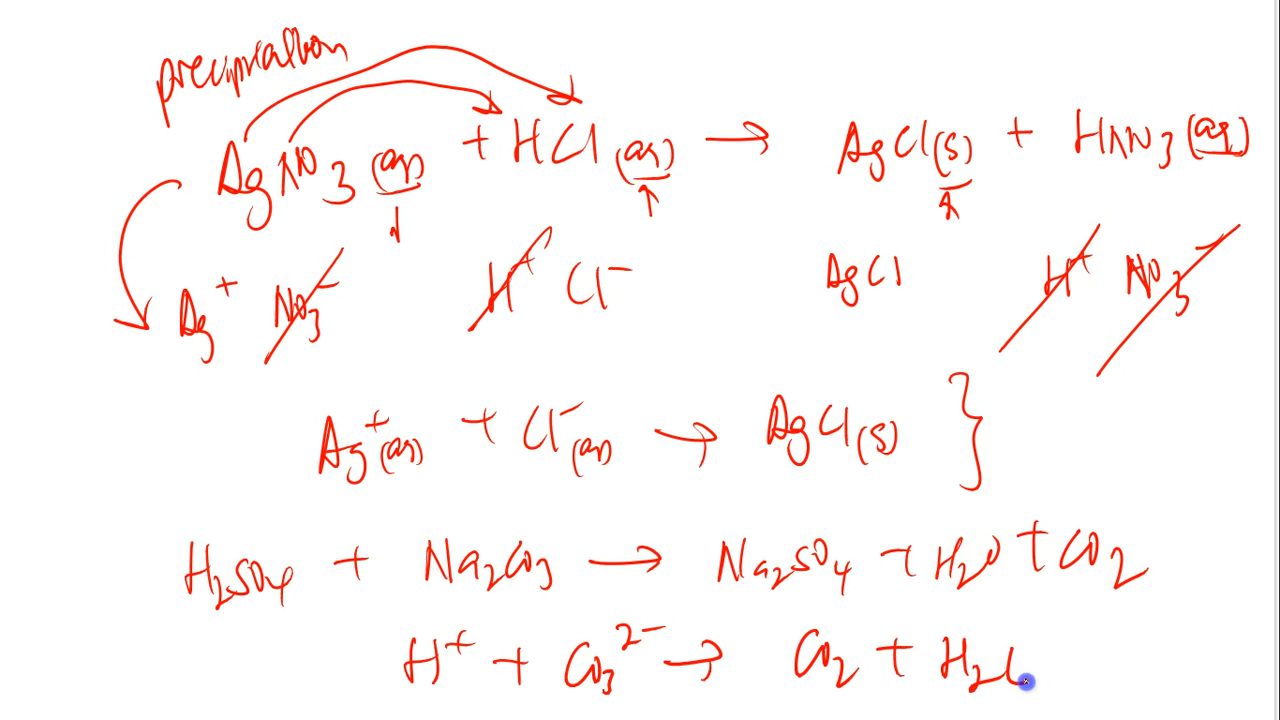 precipitation
AgNO3 (aq) + HCl (aq) → AgCl(s) + HNO3 (aq)
Ag+ NO3- H+ Cl- AgCl H+ NO3-
Ag+(aq) + Cl-(aq) → AgCl(s) }
H2SO4 + Na2CO3 → Na2SO4 + H2O + CO2
H+ + CO3 2- → CO2 + H2